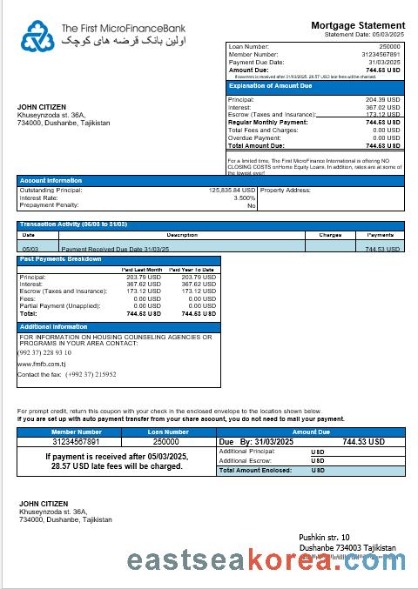 The First MicroFinanceBank
اولین بانک قرضه های کوچک
Mortgage Statement
Statement Date: 05/03/2025
Loan Number: 250000
Member Number: 31234567891
Payment Due Date: 31/03/2025
Amount Due: 744.53 USD
If payment is received after 31/03/2025, 28.57 USD late fees will be charged.
JOHN CITIZEN
Khuseynzoda st. 36A,
734000, Dushanbe, Tajikistan
Explanation of Amount Due
Principal: 204.39 USD
Interest: 367.02 USD
Escrow (Taxes and Insurance): 173.12 USD
Regular Monthly Payment: 744.53 USD
Total Fees and Charges: 0.00 USD
Overdue Payment: 0.00 USD
Total Amount Due: 744.53 USD
For a limited time, The First MicroFinance International is offering NO
CLOSING COSTS on Home Equity Loans. In addition, rates are at some of
the lowest ever!
Account Information
Outstanding Principal: 125,835.84 USD
Interest Rate: 3.500%
Prepayment Penalty: No
Property Address:
Transaction Activity (05/03 to 31/03)
Date Description Charges Payments
05/03 Payment Received Due Date 31/03/25 744.53 USD
Past Payments Breakdown
Paid Last Month Paid Year To Date
Principal: 203.79 USD 203.79 USD
Interest: 367.62 USD 367.62 USD
Escrow (Taxes and Insurance): 173.12 USD 173.12 USD
Fees: 0.00 USD 0.00 USD
Partial Payment (Unapplied): 0.00 USD 0.00 USD
Total: 744.53 USD 744.53 USD
Additional Information
FOR INFORMATION ON HOUSING COUNSELING AGENCIES OR
PROGRAMS IN YOUR AREA CONTACT:
(992 37) 228 93 10
www.fmfb.com.tj
Contact the fax: (+992 37) 215952
For prompt credit, return this coupon with your check in the enclosed envelope to the location shown below
If you are set up with auto payment transfer from your share account, you do not need to mail your payment.
Member Number Loan Number Amount Due
31234567891 250000 Due By: 31/03/2025 744.53 USD
If payment is received after 05/03/2025,
28.57 USD late fees will be charged.
Additional Principal: USD
Additional Escrow: USD
Total Amount Enclosed: USD
JOHN CITIZEN
Khuseynzoda st. 36A,
734000, Dushanbe, Tajikistan
Pushkin str. 10
Dushanbe 734003 Tajikistan
eastseakorea.com